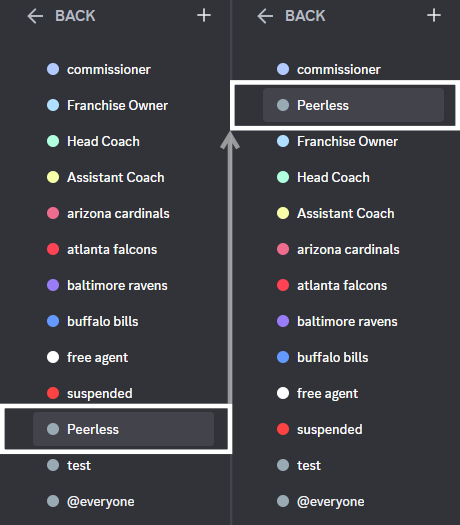 BACK
commissioner
Franchise Owner
Head Coach
Assistant Coach
arizona cardinals
atlanta falcons
baltimore ravens
buffalo bills
free agent
suspended
Peerless
test
@everyone
BACK
commissioner
Peerless
Franchise Owner
Head Coach
Assistant Coach
arizona cardinals
atlanta falcons
baltimore ravens
buffalo bills
free agent
suspended
test
@everyone